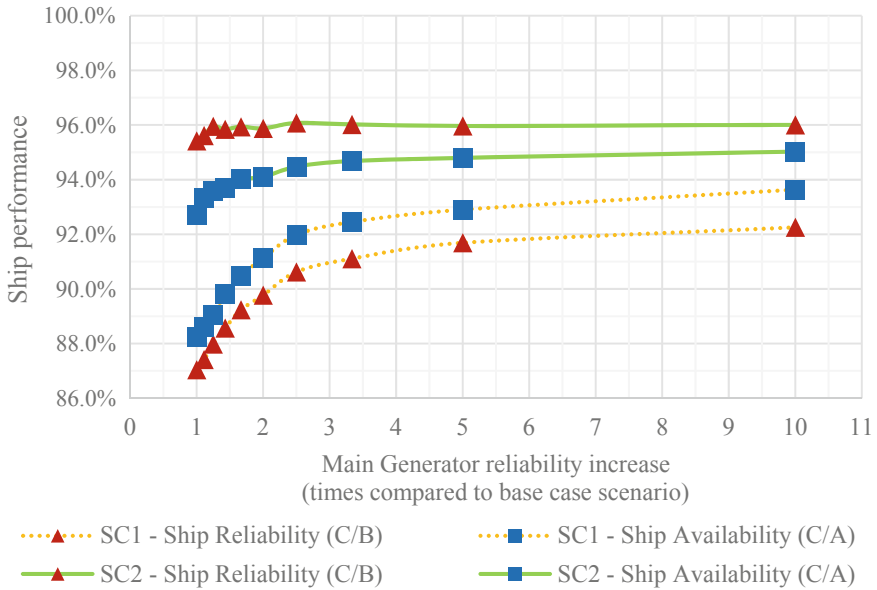 100.0%
98.0%
96.0%
94.0%
92.0%
90.0%
88.0%
86.0%
Ship performance
0 1 2 3 4 5 6 7 8 9 10 11
Main Generator reliability increase
(times compared to base case scenario)
SC1 - Ship Reliability (C/B) SC1 - Ship Availability (C/A)
SC2 - Ship Reliability (C/B) SC2 - Ship Availability (C/A)